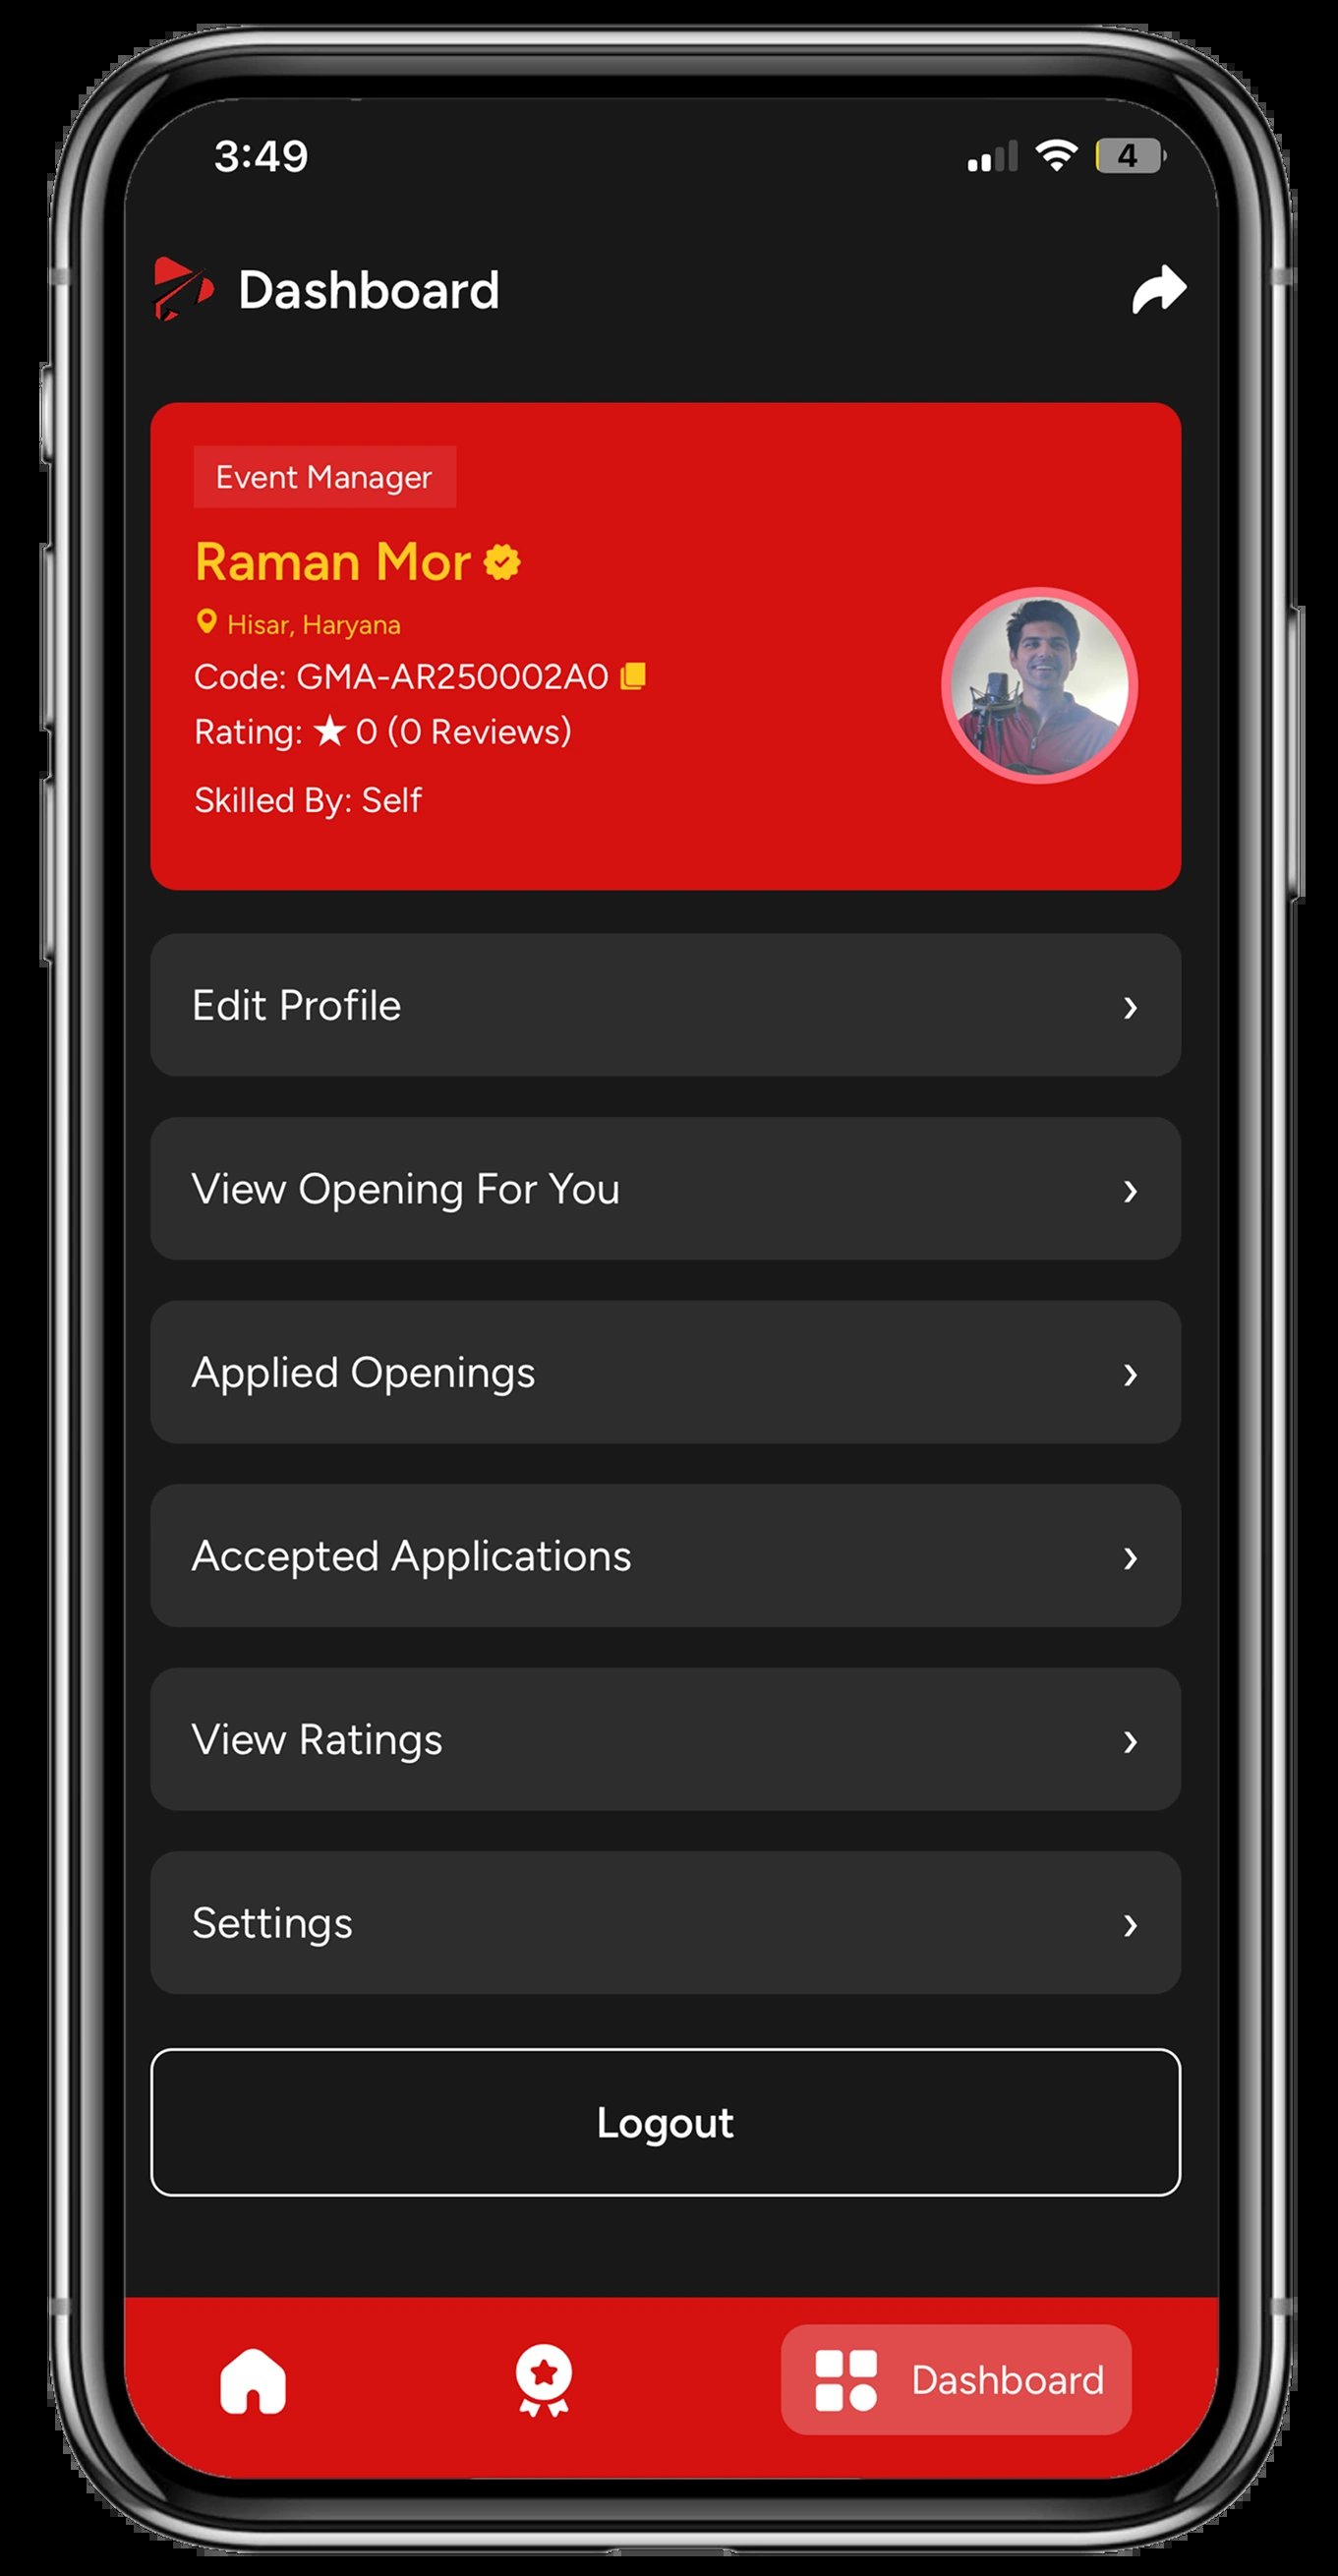 3:49
4
Dashboard
Event Manager
Raman Mor
Hisar, Haryana
Code: GMA-AR250002A0
Rating: ★ 0 (0 Reviews)
Skilled By: Self
Edit Profile
View Opening For You
Applied Openings
Accepted Applications
View Ratings
Settings
Logout
Dashboard